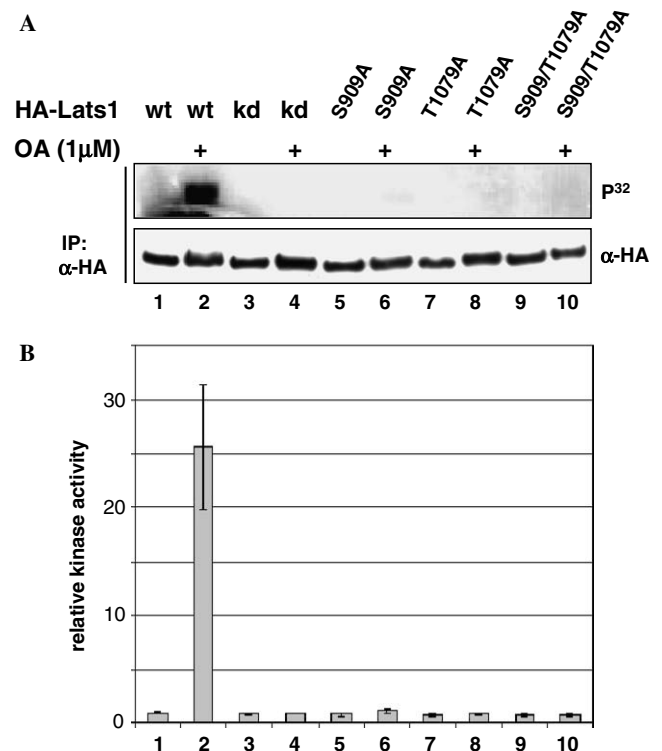 A
S909A S909A T1079A T1079A S909/T1079A S909/T1079A
HA-Lats1 wt wt kd kd
OA (1μM) + + + + +
P32
IP:
α-HA
α-HA
1 2 3 4 5 6 7 8 9 10
B
relative kinase activity
30
20
10
0
1 2 3 4 5 6 7 8 9 10